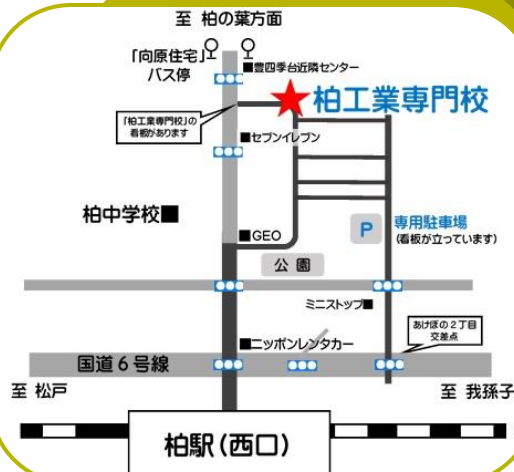 至 柏の葉方面
「向原住宅」
バス停
■豊四季台近隣センター
★柏工業専門校
「柏工業専門校」の
看板があります
■セブンイレブン
柏中学校■
P
専用駐車場
(看板が立っています)
■GEO
公園
ミニストップ■
あけぼの2丁目
交差点
■ニッポンレンタカー
国道6号線
至 松戸
至 我孫子
柏駅(西口)